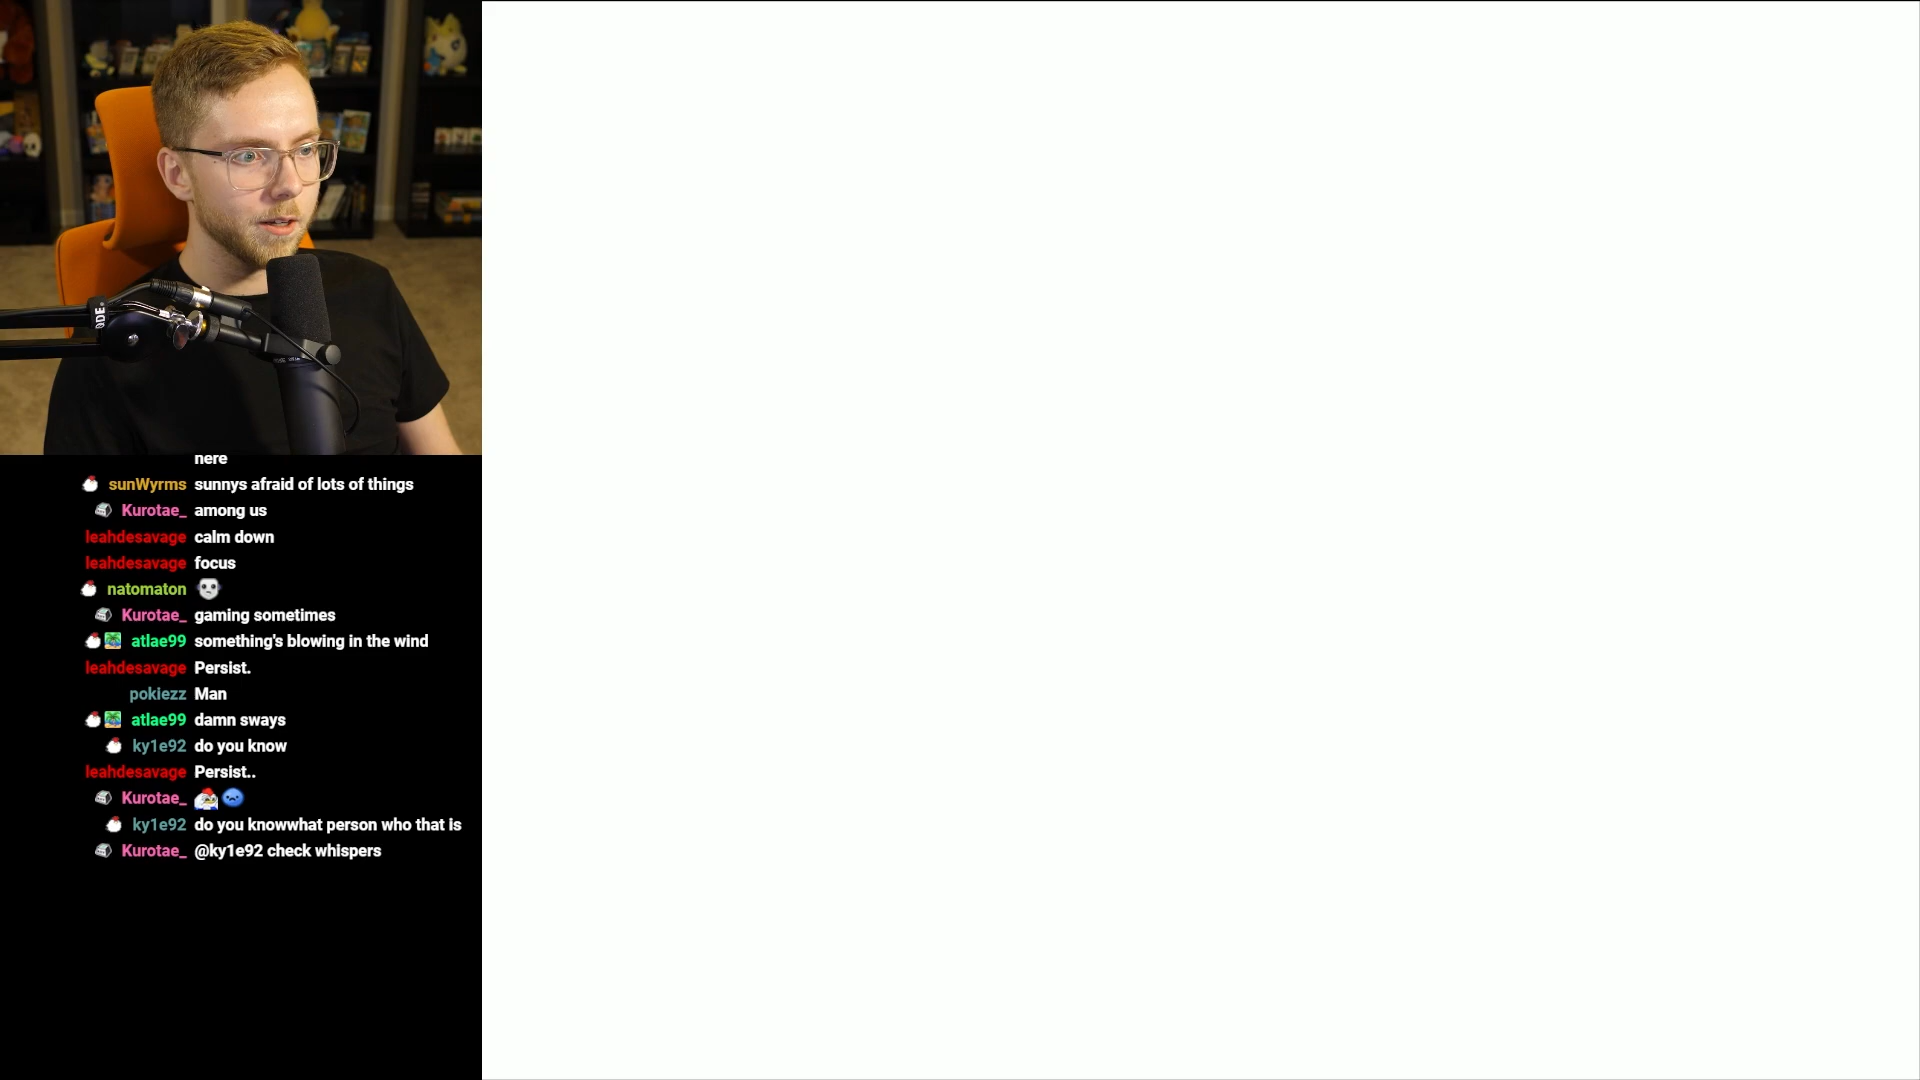 ODE.
nere
sunWyrms sunnys afraid of lots of things
Kurotae_ among us
leahdesavage calm down
leahdesavage focus
natomaton
Kurotae_ gaming sometimes
atlae99 something's blowing in the wind
leahdesavage Persist.
pokiezz Man
atlae99 damn sways
ky1e92 do you know
leahdesavage Persist..
Kurotae_
ky1e92 do you knowwhat person who that is
Kurotae_ @ky1e92 check whispers